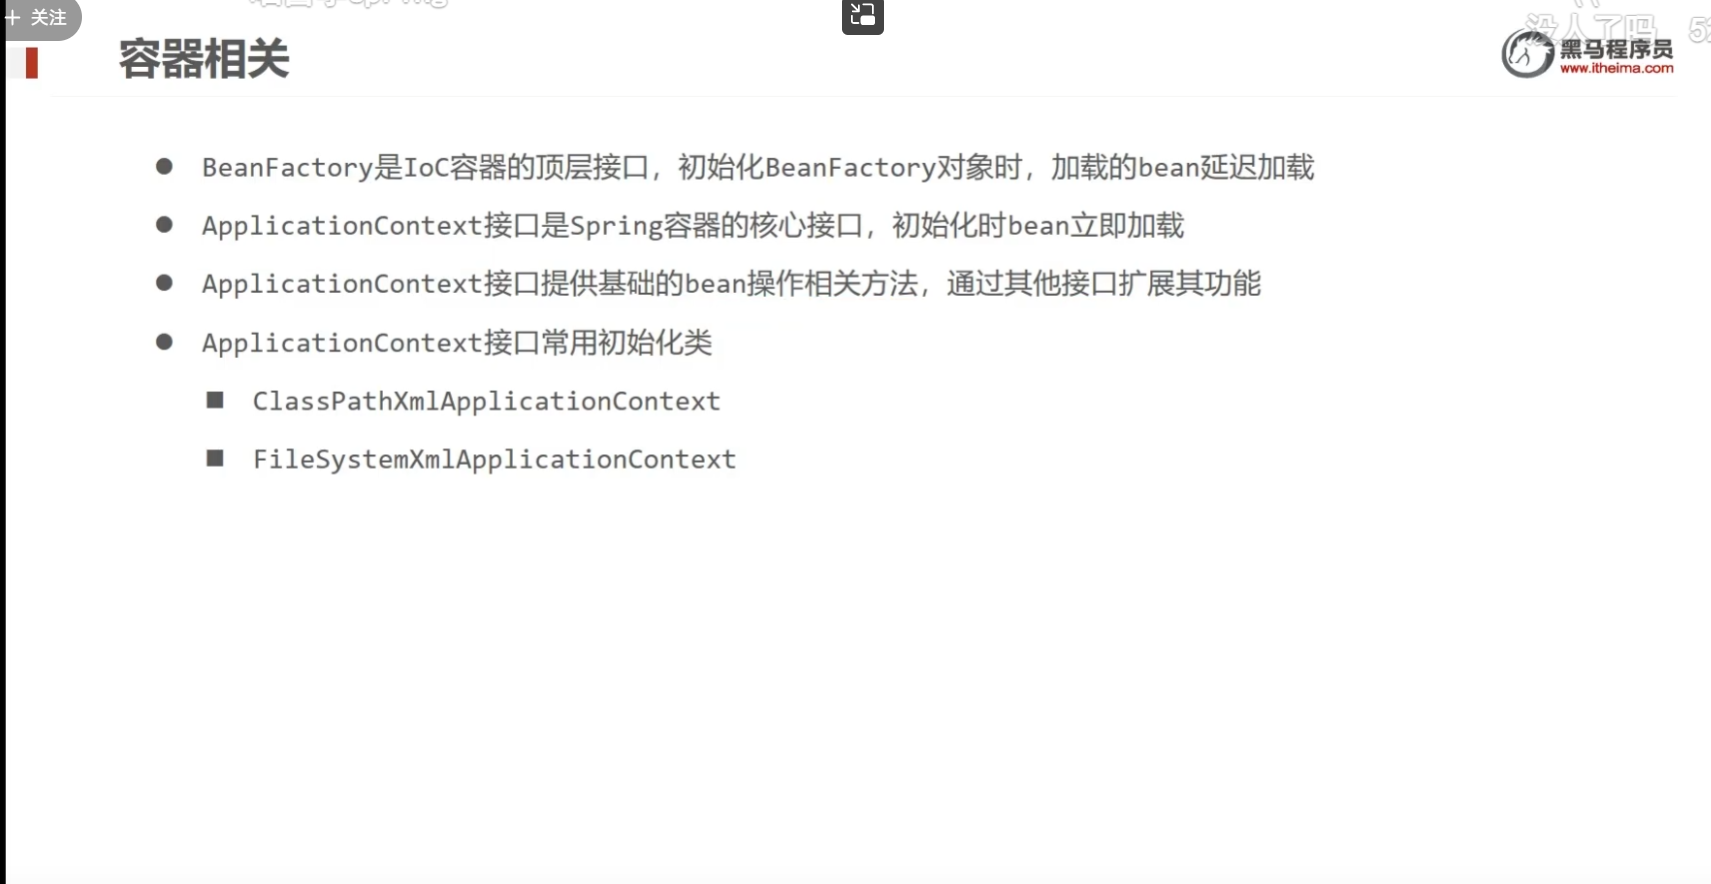 + 关注
没人了吗
容器相关
黑马程序员
www.itheima.com
● BeanFactory是IoC容器的顶层接口，初始化BeanFactory对象时，加载的bean延迟加载
● ApplicationContext接口是Spring容器的核心接口，初始化时bean立即加载
● ApplicationContext接口提供基础的bean操作相关方法，通过其他接口扩展其功能
● ApplicationContext接口常用初始化类
■ ClassPathXmlApplicationContext
■ FileSystemXmlApplicationContext